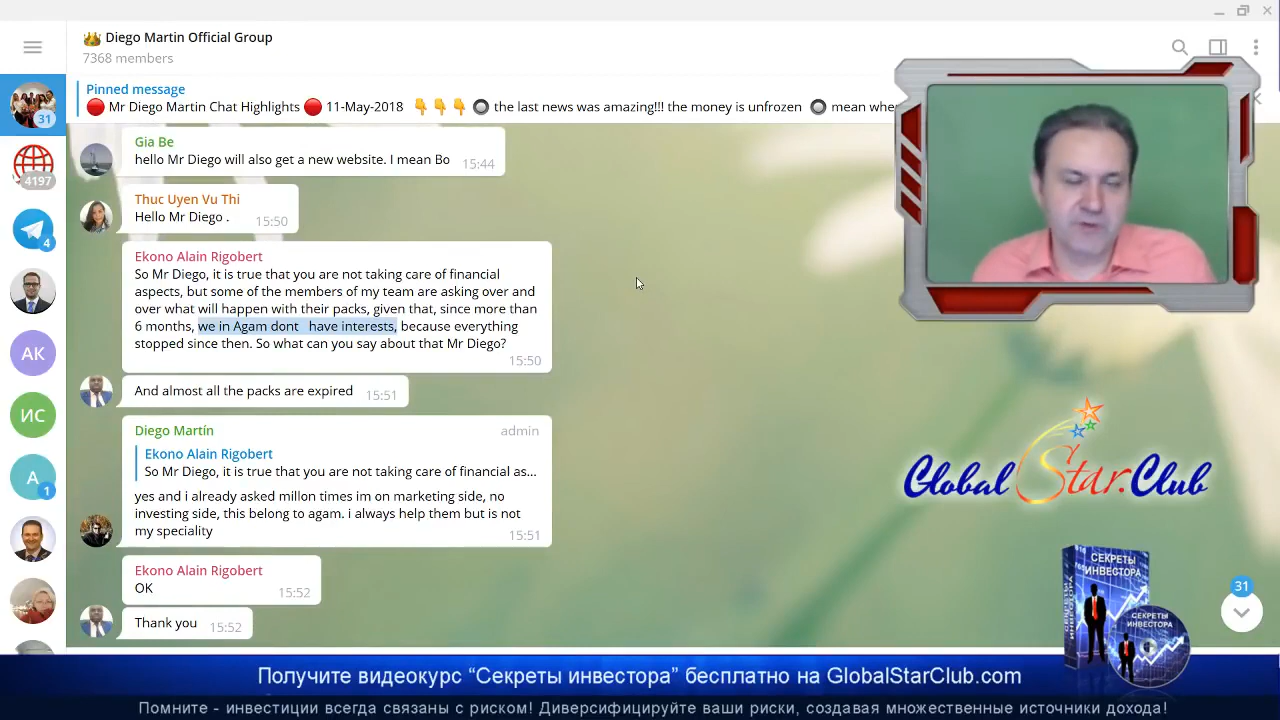 Diego Martin Official Group
7368 members
Pinned message
Mr Diego Martin Chat Highlights 🔴 11-May-2018 👇👇👇 🔘 the last news was amazing!!! the money is unfrozen 🔘 mean whe
31
4197
4
АК
ИС
А
1
Gia Be
hello Mr Diego will also get a new website. I mean Bo
15:44
Thuc Uyen Vu Thi
Hello Mr Diego .
15:50
Ekono Alain Rigobert
So Mr Diego, it is true that you are not taking care of financial
aspects, but some of the members of my team are asking over and
over what will happen with their packs, given that, since more than
6 months, we in Agam dont have interests, because everything
stopped since then. So what can you say about that Mr Diego?
15:50
And almost all the packs are expired
15:51
Diego Martín
admin
Ekono Alain Rigobert
So Mr Diego, it is true that you are not taking care of financial as...
yes and i already asked millon times im on marketing side, no
investing side, this belong to agam. i always help them but is not
my speciality
15:51
Ekono Alain Rigobert
OK
15:52
Thank you
15:52
Global Star.Club
СЕКРЕТЫ
ИНВЕСТОРА
СЕКРЕТЫ
ИНВЕСТОРА
31
Получите видеокурс “Секреты инвестора” бесплатно на GlobalStarClub.com
Помните - инвестиции всегда связаны с риском! Диверсифицируйте ваши риски, создавая множественные источники дохода!